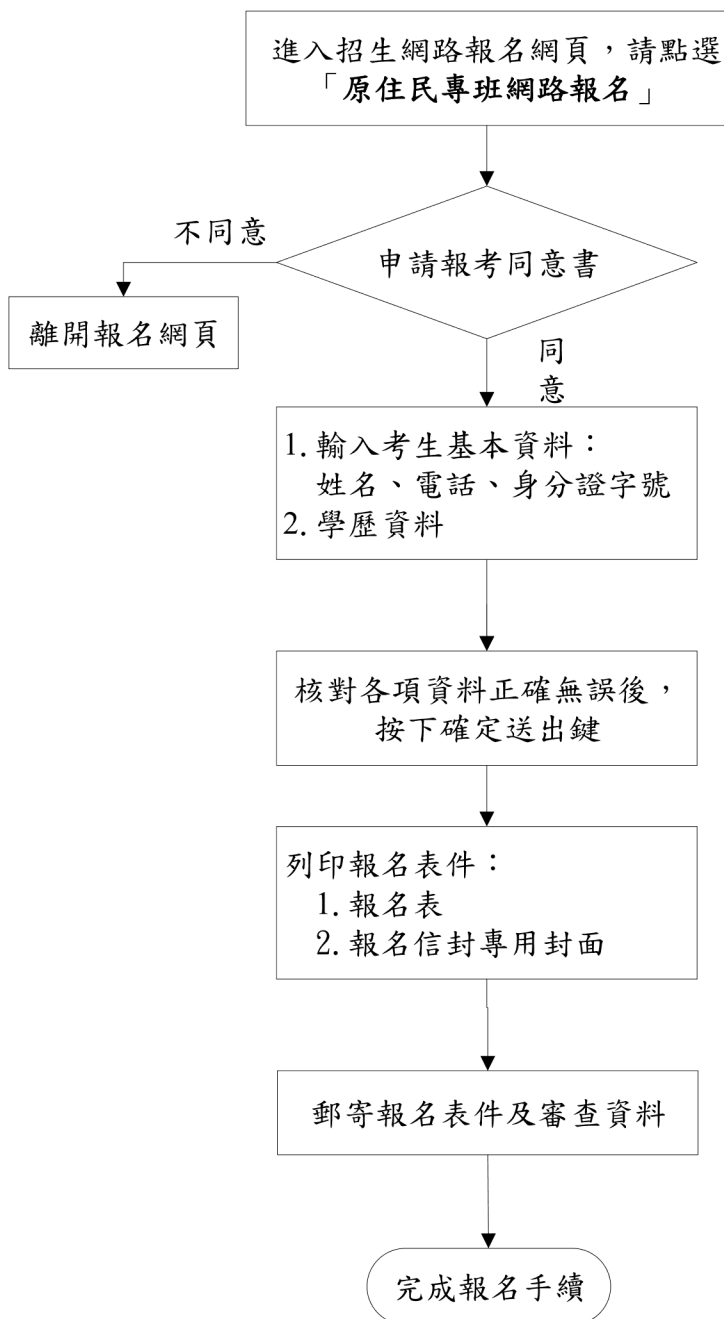 進入招生網路報名網頁，請點選
「原住民專班網路報名」
申請報考同意書
不同意
離開報名網頁
同
意
1.輸入考生基本資料：
姓名、電話、身分證字號
2.學歷資料
核對各項資料正確無誤後，
按下確定送出鍵
列印報名表件：
1.報名表
2.報名信封專用封面
郵寄報名表件及審查資料
完成報名手續